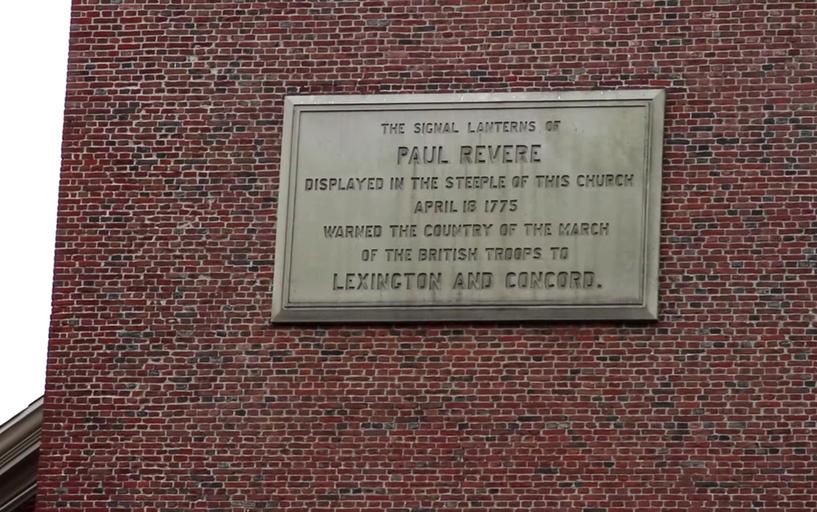 THE SIGNAL LANTERNS OF
PAUL REVERE
DISPLAYED IN THE STEEPLE OF THIS CHURCH
APRIL 18 1775
WARNED THE COUNTRY OF THE MARCH
OF THE BRITISH TROOPS TO
LEXINGTON AND CONCORD.